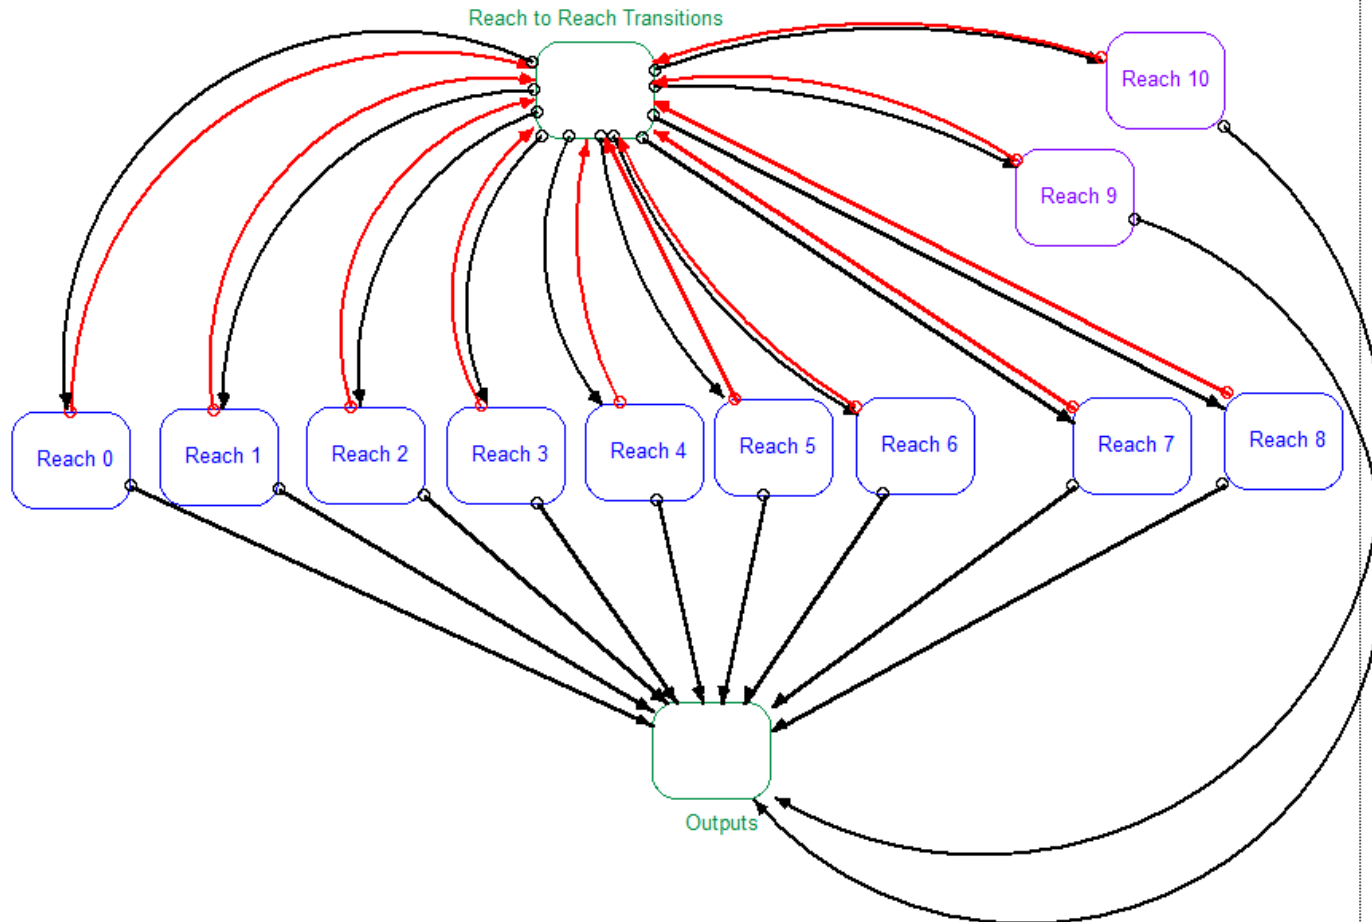 Reach to Reach Transitions
Reach 10
Reach 9
Reach 0
Reach 1
Reach 2
Reach 3
Reach 4
Reach 5
Reach 6
Reach 7
Reach 8
Outputs